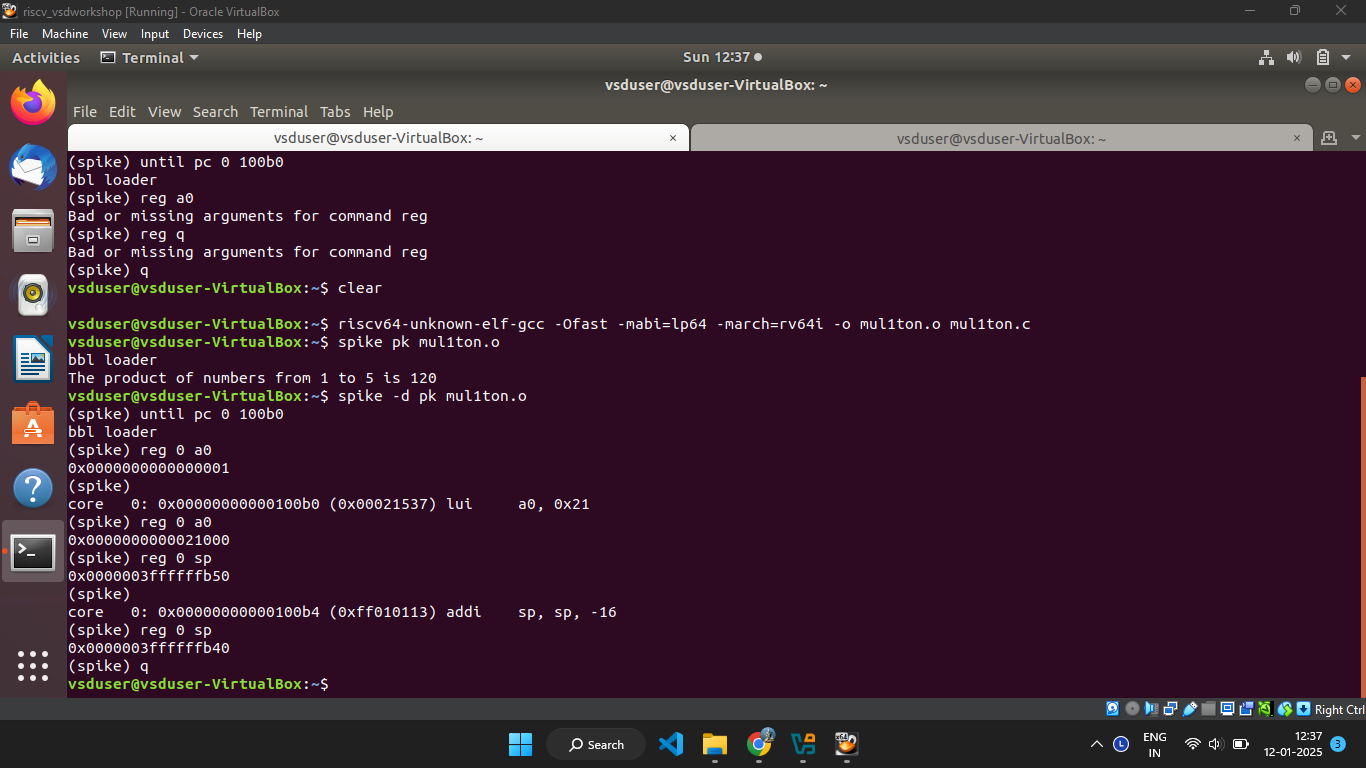 riscv_vsdworkshop [Running] - Oracle VirtualBox
File Machine View Input Devices Help
Activities Terminal Sun 12:37
vsduser@vsduser-VirtualBox: ~
File Edit View Search Terminal Tabs Help
vsduser@vsduser-VirtualBox: ~ × vsduser@vsduser-VirtualBox: ~ ×
(spike) until pc 0 100b0
bbl loader
(spike) reg a0
Bad or missing arguments for command reg
(spike) reg q
Bad or missing arguments for command reg
(spike) q
vsduser@vsduser-VirtualBox:~$ clear
vsduser@vsduser-VirtualBox:~$ riscv64-unknown-elf-gcc -Ofast -mabi=lp64 -march=rv64i -o mul1ton.o mul1ton.c
vsduser@vsduser-VirtualBox:~$ spike pk mul1ton.o
bbl loader
The product of numbers from 1 to 5 is 120
vsduser@vsduser-VirtualBox:~$ spike -d pk mul1ton.o
(spike) until pc 0 100b0
bbl loader
(spike) reg 0 a0
0x0000000000000001
(spike)
core   0: 0x00000000000100b0 (0x00021537) lui     a0, 0x21
(spike) reg 0 a0
0x0000000000021000
(spike) reg 0 sp
0x0000003ffffffb50
(spike)
core   0: 0x00000000000100b4 (0xff010113) addi    sp, sp, -16
(spike) reg 0 sp
0x0000003ffffffb40
(spike) q
vsduser@vsduser-VirtualBox:~$
Right Ctrl
Search
ENG
IN
12:37
12-01-2025
3